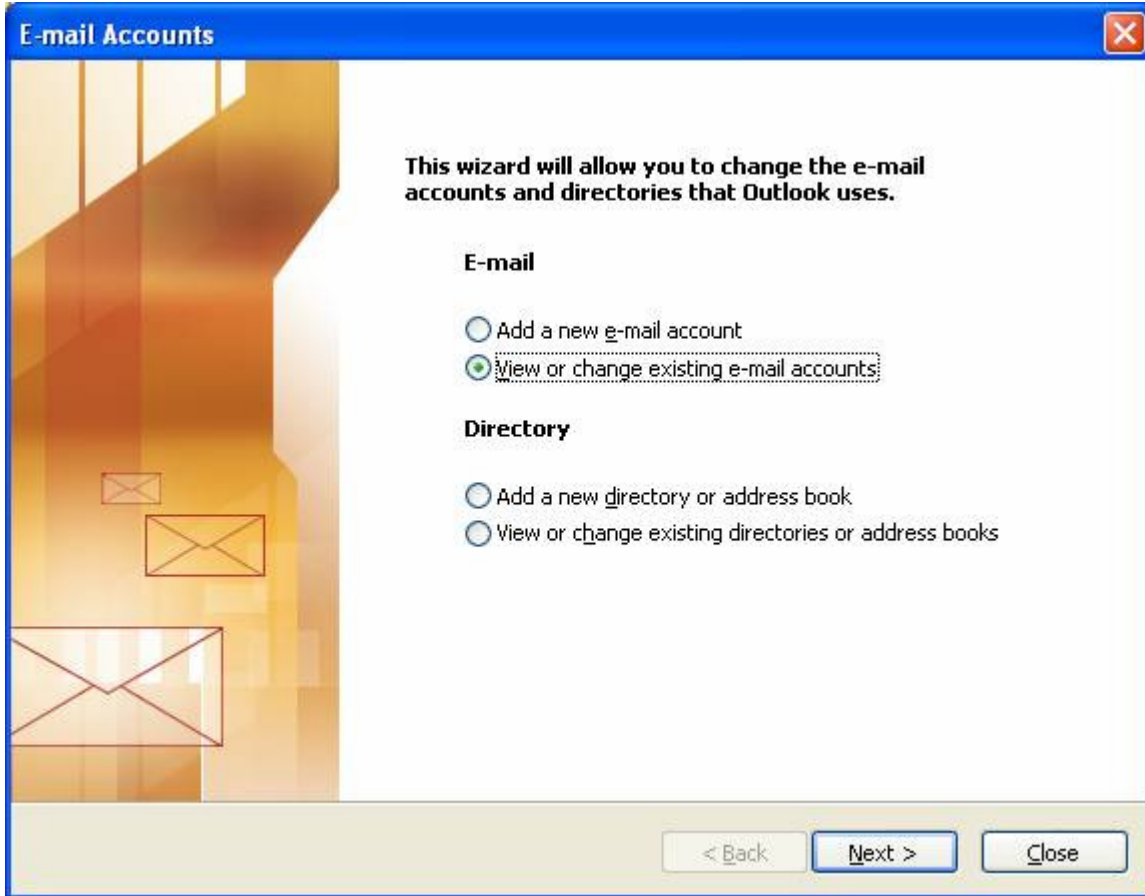 E-mail Accounts
This wizard will allow you to change the e-mail
accounts and directories that Outlook uses.
E-mail
Add a new e-mail account
View or change existing e-mail accounts
Directory
Add a new directory or address book
View or change existing directories or address books
< Back Next > Close